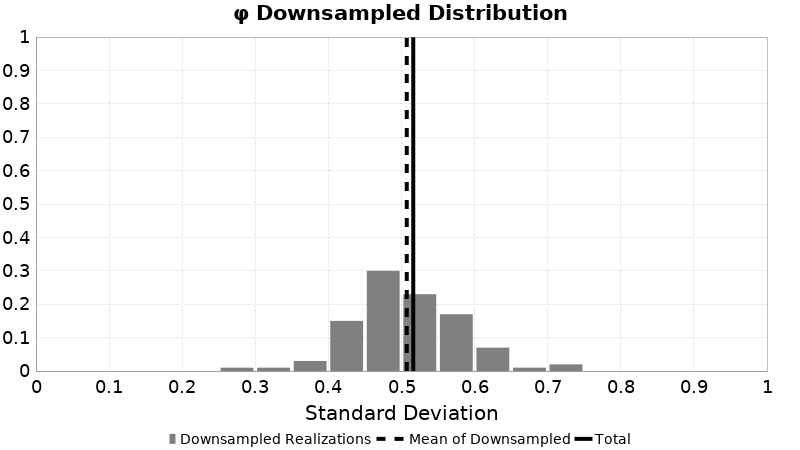 φ Downsampled Distribution
1
0.9
0.8
0.7
0.6
0.5
0.4
0.3
0.2
0.1
0
0 0.1 0.2 0.3 0.4 0.5 0.6 0.7 0.8 0.9 1
Standard Deviation
Downsampled Realizations Mean of Downsampled Total